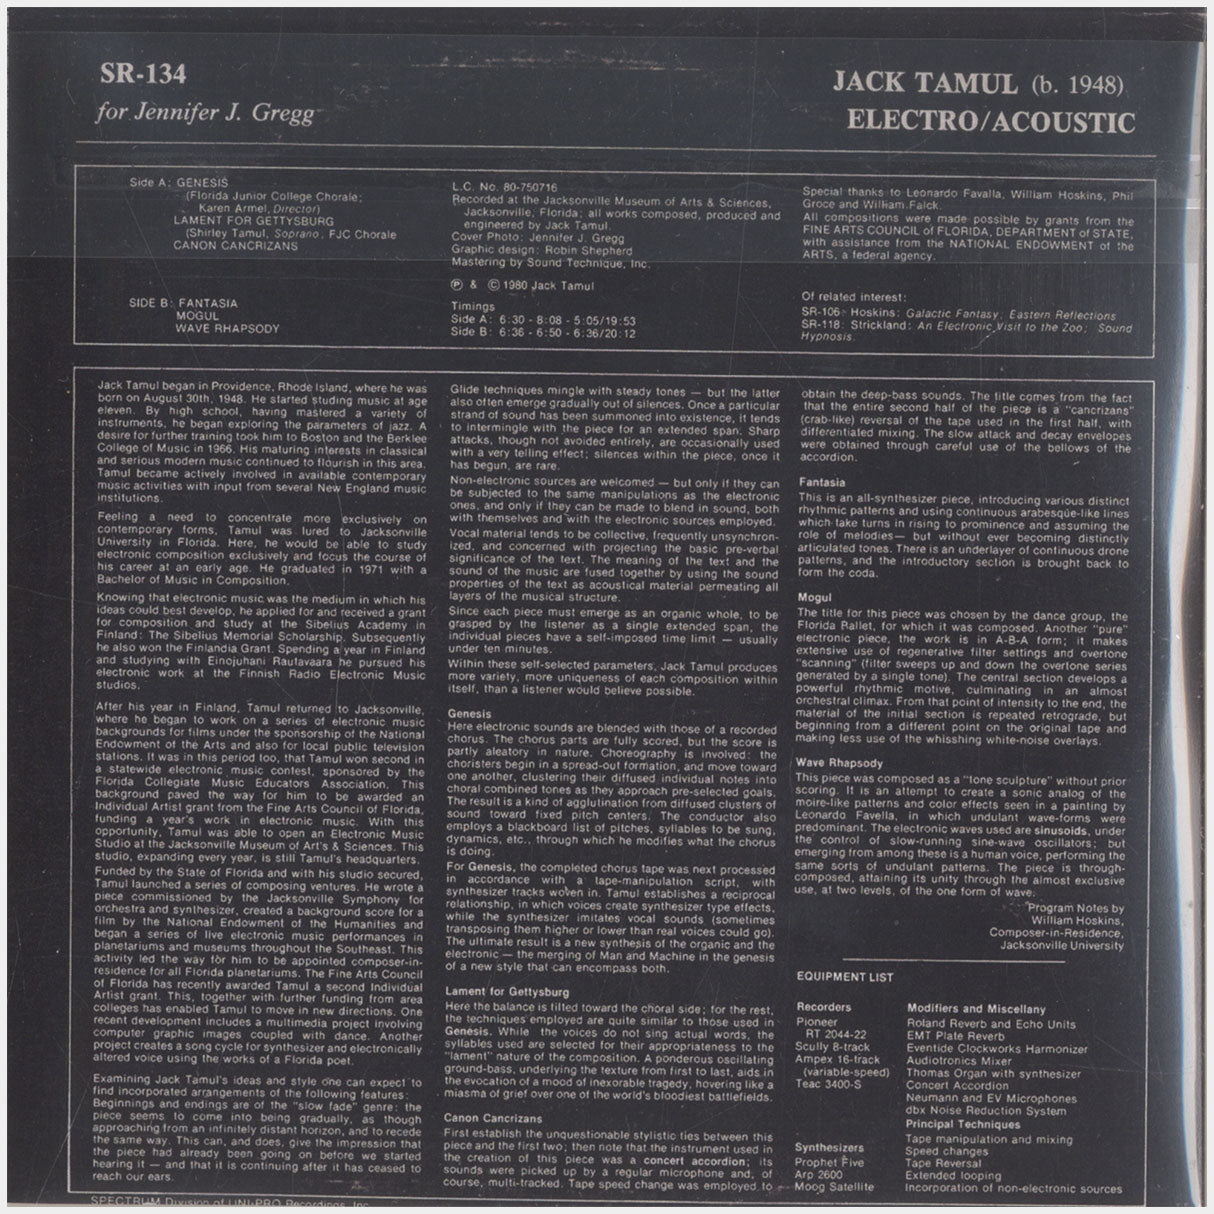 SR-134
for Jennifer J. Gregg
JACK TAMUL (b. 1948)
ELECTRO/ACOUSTIC
Side A: GENESIS
(Florida Junior College Chorale;
Karen Armel, Director)
LAMENT FOR GETTYSBURG
(Shirley Tamul, Soprano, FJC Chorale
CANON CANCRIZANS
SIDE B: FANTASIA
MOGUL
WAVE RHAPSODY
L.C. No. 80-750716
Recorded at the Jacksonville Museum of Arts & Sciences,
Jacksonville, Florida; all works composed, produced and
engineered by Jack Tamul.
Cover Photo: Jennifer J. Gregg
Graphic design: Robin Shepherd
Mastering by Sound Technique, Inc.
Ⓟ & © 1980 Jack Tamul
Timings
Side A: 6:30 - 8:08 - 5:05/19:53
Side B: 6:36 - 6:50 - 6:36/20:12
Special thanks to Leonardo Favalla, William Hoskins, Phil
Groce and William Falck.
All compositions were made possible by grants from the
FINE ARTS COUNCIL of FLORIDA, DEPARTMENT of STATE,
with assistance from the NATIONAL ENDOWMENT of the
ARTS, a federal agency.
Of related interest:
SR-106: Hoskins: Galactic Fantasy; Eastern Reflections
SR-118: Strickland: An Electronic Visit to the Zoo; Sound
Hypnosis.
Jack Tamul began in Providence, Rhode Island, where he was
born on August 30th, 1948. He started studing music at age
eleven. By high school, having mastered a variety of
instruments, he began exploring the parameters of jazz. A
desire for further training took him to Boston and the Berklee
College of Music in 1966. His maturing interests in classical
and serious modern music continued to flourish in this area.
Tamul became actively involved in available contemporary
music activities with input from several New England music
institutions.
Feeling a need to concentrate more exclusively on
contemporary forms, Tamul was lured to Jacksonville
University in Florida. Here, he would be able to study
electronic composition exclusively and focus the course of
his career at an early age. He graduated in 1971 with a
Bachelor of Music in Composition.
Knowing that electronic music was the medium in which his
ideas could best develop, he applied for and received a grant
for composition and study at the Sibelius Academy in
Finland: The Sibelius Memorial Scholarship. Subsequently
he also won the Finlandia Grant. Spending a year in Finland
and studying with Einojuhani Rautavaara he pursued his
electronic work at the Finnish Radio Electronic Music
studios.
After his year in Finland, Tamul returned to Jacksonville,
where he began to work on a series of electronic music
backgrounds for films under the sponsorship of the National
Endowment of the Arts and also for local public television
stations. It was in this period too, that Tamul won second in
a statewide electronic music contest, sponsored by the
Florida Collegiate Music Educators Association. This
background paved the way for him to be awarded an
Individual Artist grant from the Fine Arts Council of Florida,
funding a year's work in electronic music. With this
opportunity, Tamul was able to open an Electronic Music
Studio at the Jacksonville Museum of Art's & Sciences. This
studio, expanding every year, is still Tamul's headquarters.
Funded by the State of Florida and with his studio secured,
Tamul launched a series of composing ventures. He wrote a
piece commissioned by the Jacksonville Symphony for
orchestra and synthesizer, created a background score for a
film by the National Endowment of the Humanities and
began a series of live electronic music performances in
planetariums and museums throughout the Southeast. This
activity led the way for him to be appointed composer-in-
residence for all Florida planetariums. The Fine Arts Council
of Florida has recently awarded Tamul a second Individual
Artist grant. This, together with further funding from area
colleges has enabled Tamul to move in new directions. One
recent development includes a multimedia project involving
computer graphic images coupled with dance. Another
project creates a song cycle for synthesizer and electronically
altered voice using the works of a Florida poet.
Examining Jack Tamul's ideas and style one can expect to
find incorporated arrangements of the following features:
Beginnings and endings are of the "slow fade" genre: the
piece seems to come into being gradually, as though
approaching from an infinitely distant horizon, and to recede
the same way. This can, and does, give the impression that
the piece had already been going on before we started
hearing it — and that it is continuing after it has ceased to
reach our ears.
Glide techniques mingle with steady tones — but the latter
also often emerge gradually out of silences. Once a particular
strand of sound has been summoned into existence, it tends
to intermingle with the piece for an extended span. Sharp
attacks, though not avoided entirely, are occasionally used
with a very telling effect; silences within the piece, once it
has begun, are rare.
Non-electronic sources are welcomed — but only if they can
be subjected to the same manipulations as the electronic
ones, and only if they can be made to blend in sound, both
with themselves and with the electronic sources employed.
Vocal material tends to be collective, frequently unsynchron-
ized, and concerned with projecting the basic pre-verbal
significance of the text. The meaning of the text and the
sound of the music are fused together by using the sound
properties of the text as acoustical material permeating all
layers of the musical structure.
Since each piece must emerge as an organic whole, to be
grasped by the listener as a single extended span, the
individual pieces have a self-imposed time limit — usually
under ten minutes.
Within these self-selected parameters, Jack Tamul produces
more variety, more uniqueness of each composition within
itself, than a listener would believe possible.
Genesis
Here electronic sounds are blended with those of a recorded
chorus. The chorus parts are fully scored, but the score is
partly aleatory in nature. Choreography is involved: the
choristers begin in a spread-out formation, and move toward
one another, clustering their diffused individual notes into
choral combined tones as they approach pre-selected goals.
The result is a kind of agglutination from diffused clusters of
sound toward fixed pitch centers. The conductor also
employs a blackboard list of pitches, syllables to be sung,
dynamics, etc., through which he modifies what the chorus
is doing.
For Genesis, the completed chorus tape was next processed
in accordance with a tape-manipulation script, with
synthesizer tracks woven in. Tamul establishes a reciprocal
relationship, in which voices create synthesizer type effects,
while the synthesizer imitates vocal sounds (sometimes
transposing them higher or lower than real voices could go).
The ultimate result is a new synthesis of the organic and the
electronic — the merging of Man and Machine in the genesis
of a new style that can encompass both.
Lament for Gettysburg
Here the balance is tilted toward the choral side; for the rest,
the techniques employed are quite similar to those used in
Genesis. While the voices do not sing actual words, the
syllables used are selected for their appropriateness to the
"lament" nature of the composition. A ponderous oscillating
ground-bass, underlying the texture from first to last, aids in
the evocation of a mood of inexorable tragedy, hovering like a
miasma of grief over one of the world's bloodiest battlefields.
Canon Cancrizans
First establish the unquestionable stylistic ties between this
piece and the first two; then note that the instrument used in
the creation of this piece was a concert accordion; its
sounds were picked up by a regular microphone and, of
course, multi-tracked. Tape speed change was employed to
obtain the deep-bass sounds. The title comes from the fact
that the entire second half of the piece is a "cancrizans"
(crab-like) reversal of the tape used in the first half, with
differentiated mixing. The slow attack and decay envelopes
were obtained through careful use of the bellows of the
accordion.
Fantasia
This is an all-synthesizer piece, introducing various distinct
rhythmic patterns and using continuous arabesque-like lines
which take turns in rising to prominence and assuming the
role of melodies— but without ever becoming distinctly
articulated tones. There is an underlayer of continuous drone
patterns, and the introductory section is brought back to
form the coda.
Mogul
The title for this piece was chosen by the dance group, the
Florida Rallet, for which it was composed. Another "pure"
electronic piece, the work is in A-B-A form; it makes
extensive use of regenerative filter settings and overtone
"scanning" (filter sweeps up and down the overtone series
generated by a single tone). The central section develops a
powerful rhythmic motive, culminating in an almost
orchestral climax. From that point of intensity to the end, the
material of the initial section is repeated retrograde, but
beginning from a different point on the original tape and
making less use of the whisshing white-noise overlays.
Wave Rhapsody
This piece was composed as a "tone sculpture" without prior
scoring. It is an attempt to create a sonic analog of the
moire-like patterns and color effects seen in a painting by
Leonardo Favella, in which undulant wave-forms were
predominant. The electronic waves used are sinusoids, under
the control of slow-running sine-wave oscillators; but
emerging from among these is a human voice, performing the
same sorts of undulant patterns. The piece is through-
composed, attaining its unity through the almost exclusive
use, at two levels, of the one form of wave.
Program Notes by
William Hoskins,
Composer-in-Residence,
Jacksonville University
EQUIPMENT LIST
Recorders
Pioneer
RT 2044-22
Scully 8-track
Ampex 16-track
(variable-speed)
Teac 3400-S
Synthesizers
Prophet Five
Arp 2600
Moog Satellite
Modifiers and Miscellany
Roland Reverb and Echo Units
EMT Plate Reverb
Eventide Clockworks Harmonizer
Audiotronics Mixer
Thomas Organ with synthesizer
Concert Accordion
Neumann and EV Microphones
dbx Noise Reduction System
Principal Techniques
Tape manipulation and mixing
Speed changes
Tape Reversal
Extended looping
Incorporation of non-electronic sources
SPECTRUM Division of UNI-PRO Recordings, Inc.